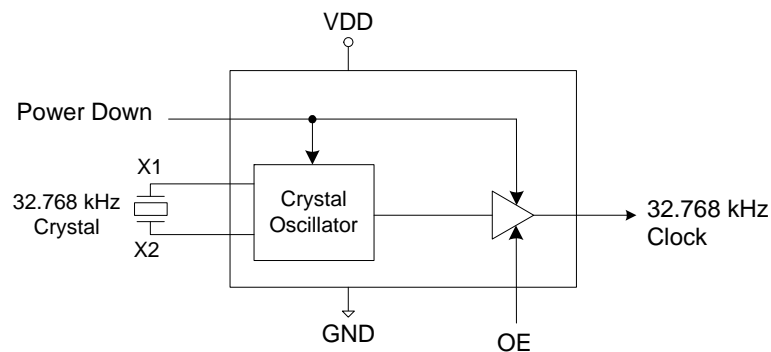 VDD
Power Down
X1
32.768 kHz
Crystal
X2
Crystal
Oscillator
32.768 kHz
Clock
GND
OE